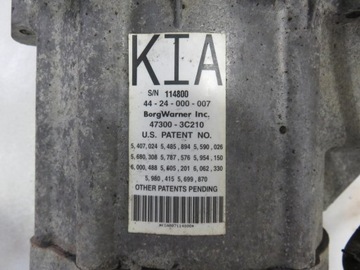 KIA
S/N 114800
44-24-000-007
BorgWarner Inc.
47300-3C210
U.S. PATENT NO.
5,407,024 5,485,894 5,590,026
5,680,308 5,787,576 5,954,150
6,000,488 5,605,201 6,062,330
5,980,415 5,699,870
OTHER PATENTS PENDING